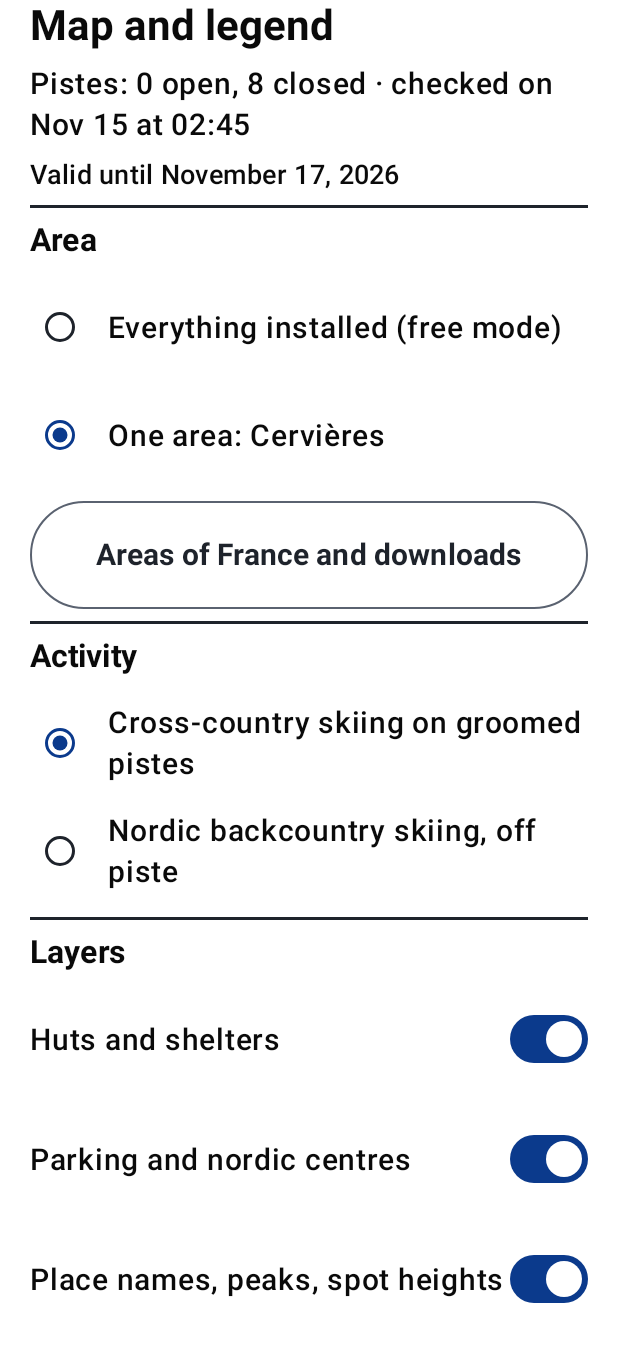 Map and legend
Pistes: 0 open, 8 closed · checked on
Nov 15 at 02:45
Valid until November 17, 2026
Area
Everything installed (free mode)
One area: Cervières
Areas of France and downloads
Activity
Cross-country skiing on groomed
pistes
Nordic backcountry skiing, off
piste
Layers
Huts and shelters
Parking and nordic centres
Place names, peaks, spot heights